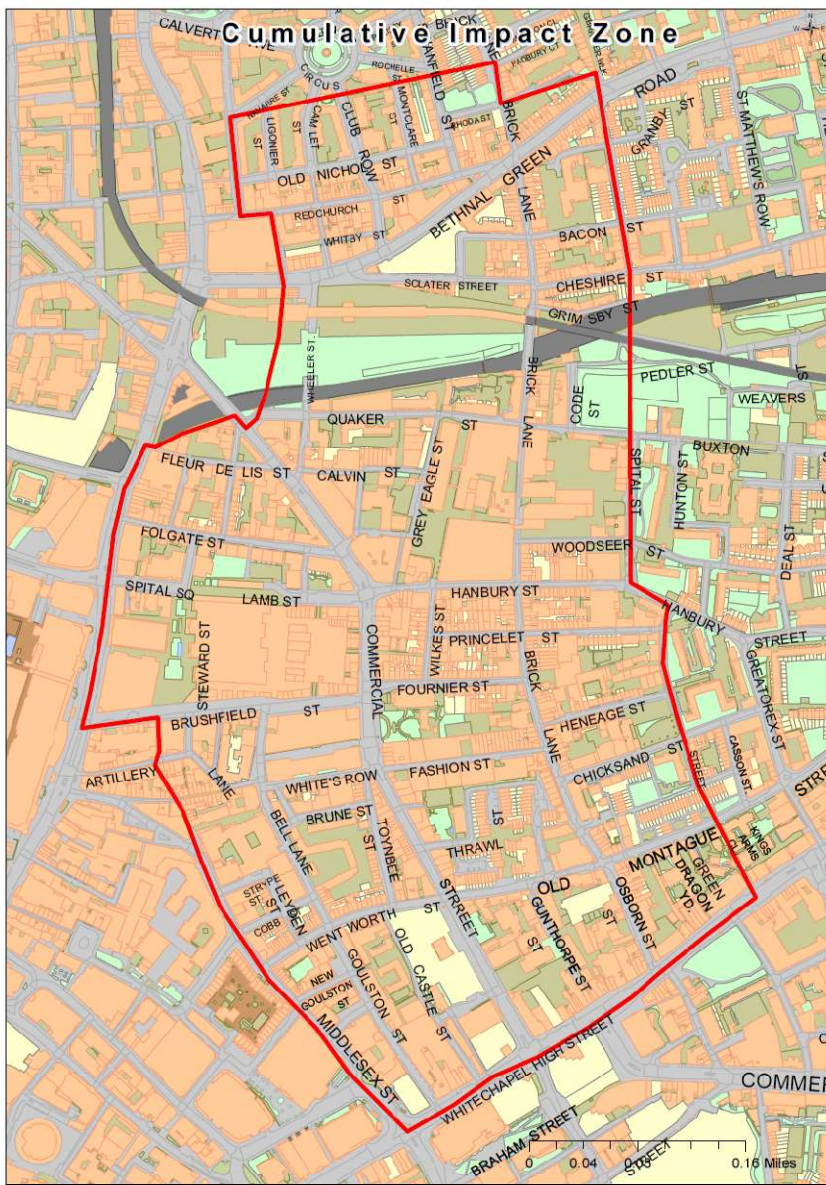 Cumulative Impact Zone
CALVERT
BRICK
ROCHELLE
ST
CIRCUS
PADBURY CT
NAVARRE ST
LIGONIER
ST
CAMLET
ST
CLUB
ROW
MONTCLARE
CT
RHODA ST
BRICK
LANE
ROAD
GRANBY ST
ST MATTHEW'S ROW
OLD NICHOL ST
BETHNAL GREEN
REDCHURCH ST
WHITBY ST
BACON ST
SCLATER STREET
CHESHIRE ST
GRIMSBY ST
WHEELER ST.
BRICK
LANE
CODE
ST
PEDLER ST
WEAVERS
ST
QUAKER ST
BUXTON
FLEUR DE LIS ST
CALVIN ST
GREY EAGLE ST
SPITAL ST
HUNTON ST
DEAL ST
FOLGATE ST
WOODSEER ST
SPITAL SQ
LAMB ST
HANBURY ST
HANBURY
STREET
STEWARD ST
COMMERCIAL
WILKES ST
PRINCELET ST
BRICK
LANE
GREATOREX ST
FOURNIER ST
BRUSHFIELD ST
HENEAGE ST
ARTILLERY
LANE
WHITE'S ROW
FASHION ST
CHICKSAND ST
STREET
CASSON ST.
BELL LANE
BRUNE ST
TOYNBEE
ST
THRAWL
ST
STRREET
MONTAGUE
KINGS
ARMS
OLD
GREEN
DRAGON
YD.
STRYPE
ST
LEYDEN
ST
COBB
WENTWORTH ST
GUNTHORPE ST
OSBORN ST
OLD CASTLE ST
NEW
GOULSTON
ST
GOULSTON ST
MIDDLESEX ST
WHITECHAPEL HIGH STREET
BRAHAM STREET
STREET
0 0.04 0.16 Miles